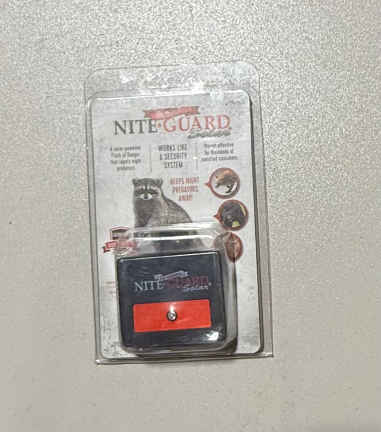 NITE★GUARD
Solar
A solar-powered
Flash of Danger
that repels night
predators.
WORKS LIKE
A SECURITY
SYSTEM
Proven effective
by thousands of
satisfied customers.
KEEPS NIGHT
PREDATORS
AWAY!
NITE★GUARD
Solar®